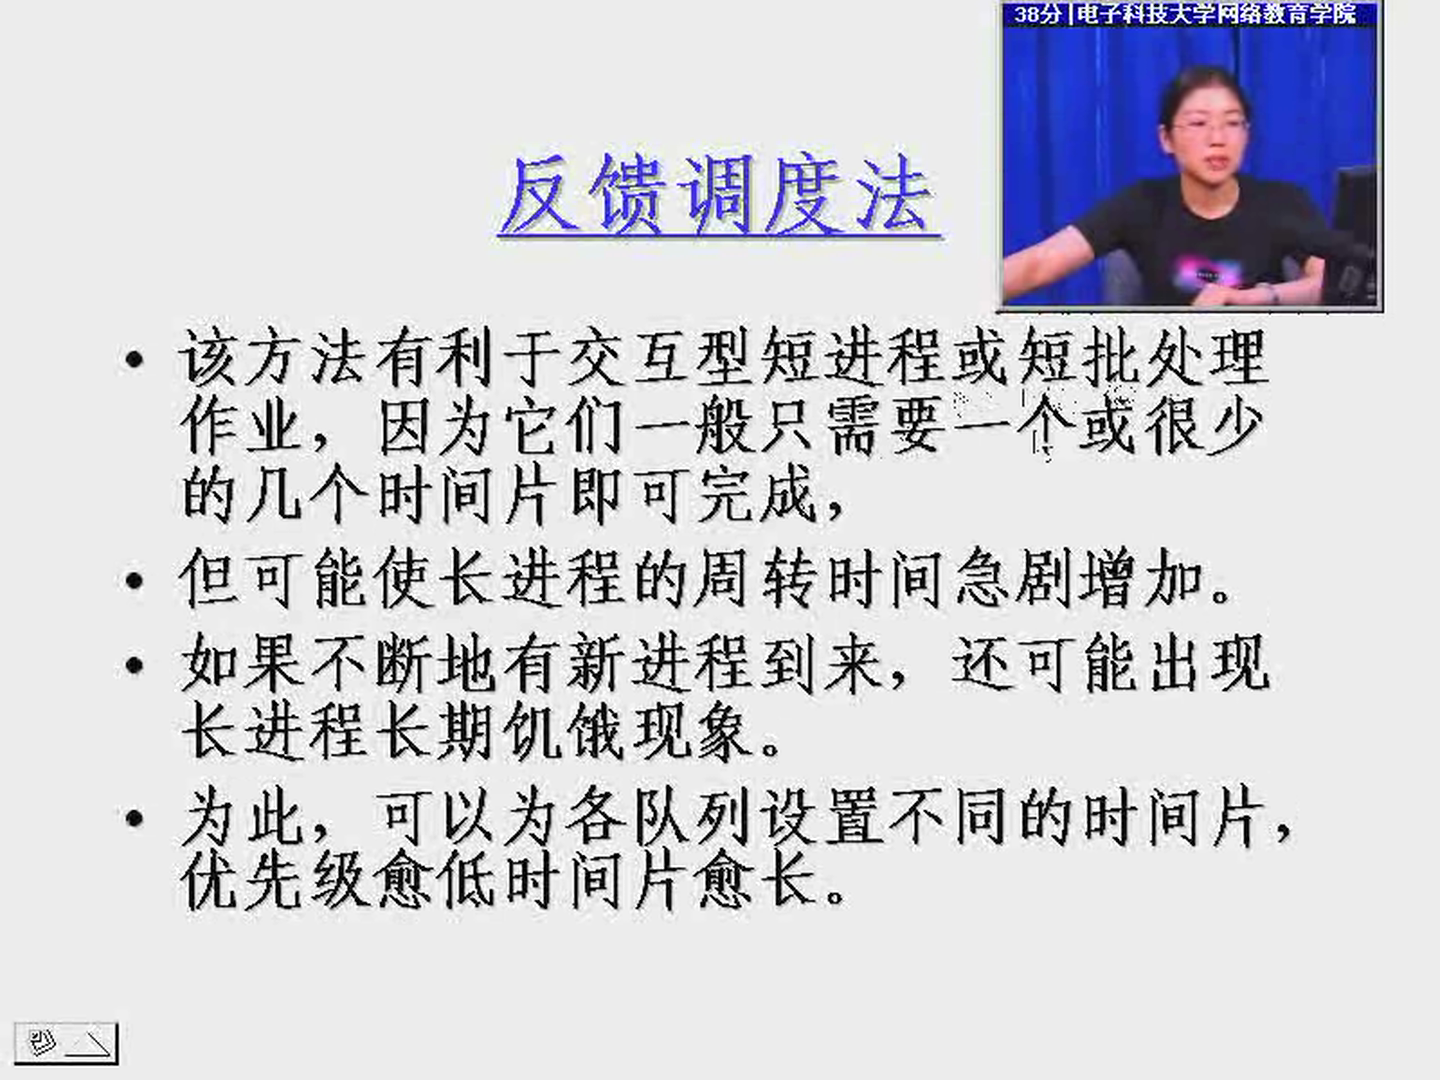 38分|电子科技大学网络教育学院
反馈调度法
• 该方法有利于交互型短进程或短批处理
作业，因为它们一般只需要一个或很少
的几个时间片即可完成，
• 但可能使长进程的周转时间急剧增加。
• 如果不断地有新进程到来，还可能出现
长进程长期饥饿现象。
• 为此，可以为各队列设置不同的时间片，
优先级愈低时间片愈长。